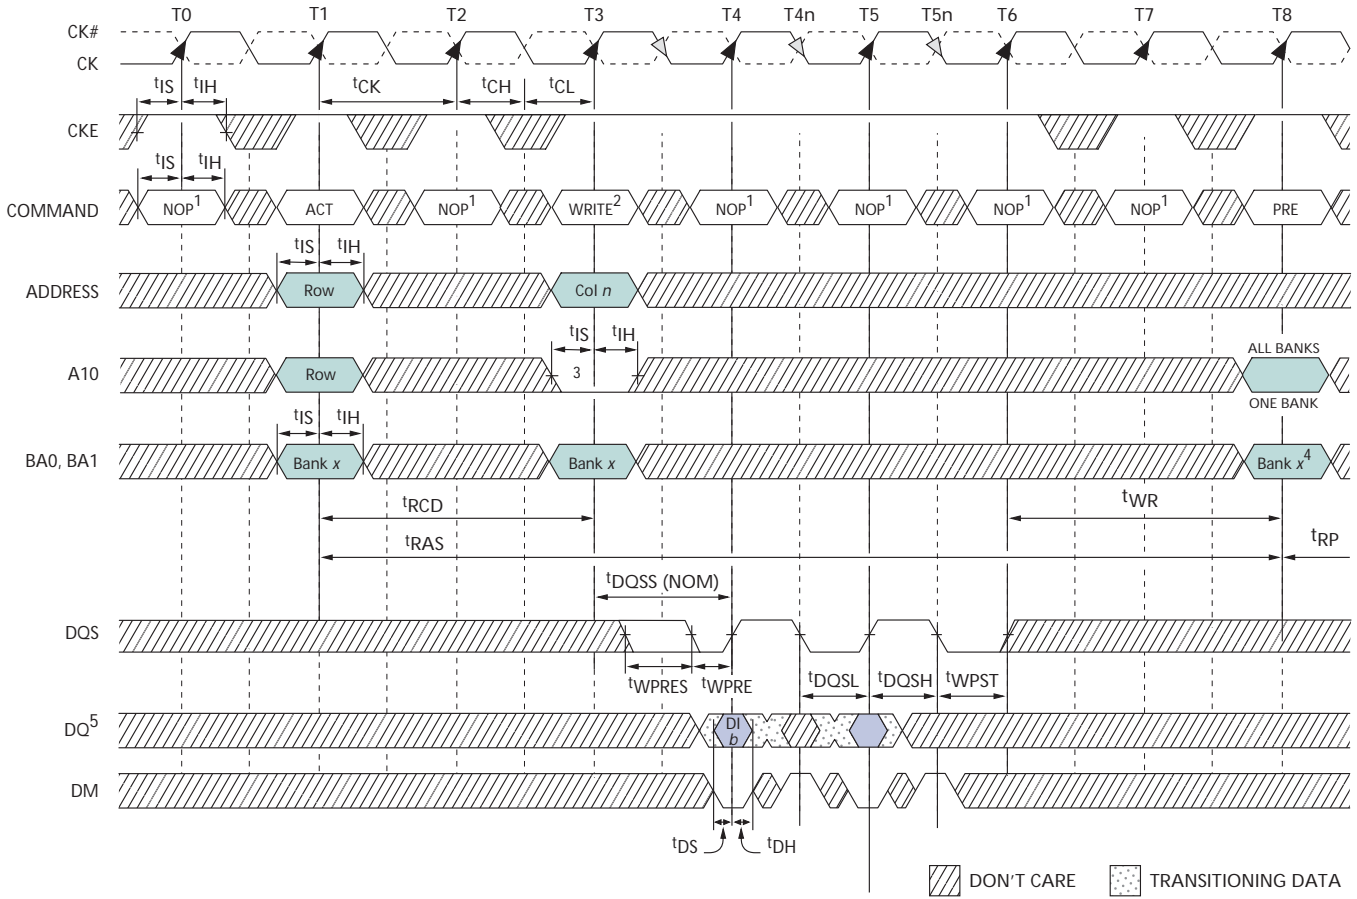 T0 T1 T2 T3 T4 T4n T5 T5n T6 T7 T8
CK#
CK
tIS tIH tCK tCH tCL
CKE
tIS tIH
COMMAND NOP1 ACT NOP1 WRITE2 NOP1 NOP1 NOP1 NOP1 PRE
tIS tIH
ADDRESS Row Col n
tIS tIH
ALL BANKS
A10 Row 3
ONE BANK
tIS tIH
BA0, BA1 Bank x Bank x Bank x4
tRCD tWR
tRAS tRP
tDQSS (NOM)
DQS
tWPRES tWPRE tDQSL tDQSH tWPST
DQ5 DI
b
DM
tDS tDH
DON'T CARE TRANSITIONING DATA